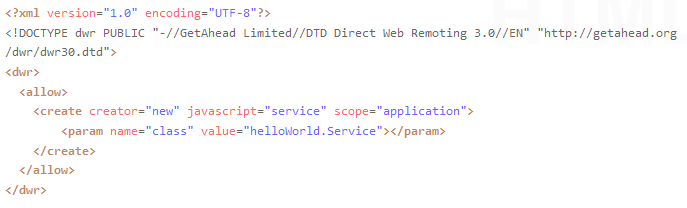 <?xml version="1.0" encoding="UTF-8"?>
<!DOCTYPE dwr PUBLIC "-//GetAhead Limited//DTD Direct Web Remoting 3.0//EN" "http://getahead.org
/dwr/dwr30.dtd">
<dwr>
  <allow>
    <create creator="new" javascript="service" scope="application">
        <param name="class" value="helloWorld.Service"></param>
    </create>
  </allow>
</dwr>
HTML